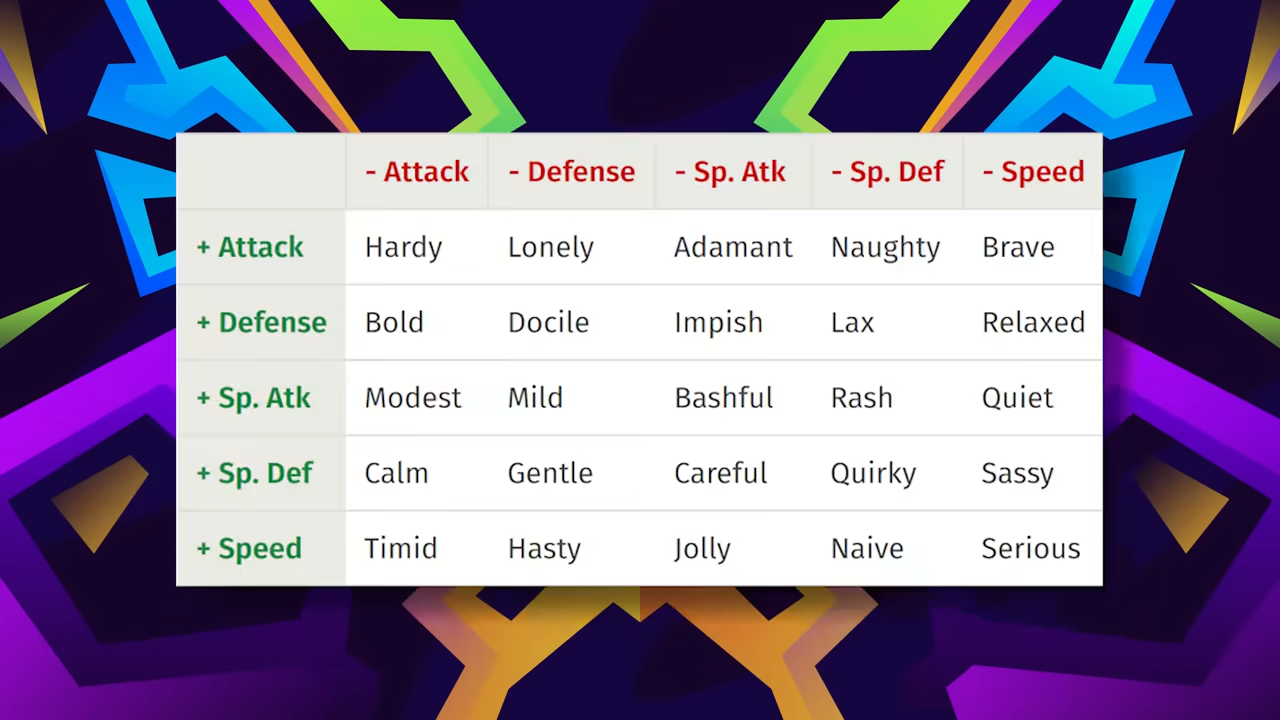 - Attack - Defense - Sp. Atk - Sp. Def - Speed
+ Attack Hardy Lonely Adamant Naughty Brave
+ Defense Bold Docile Impish Lax Relaxed
+ Sp. Atk Modest Mild Bashful Rash Quiet
+ Sp. Def Calm Gentle Careful Quirky Sassy
+ Speed Timid Hasty Jolly Naive Serious